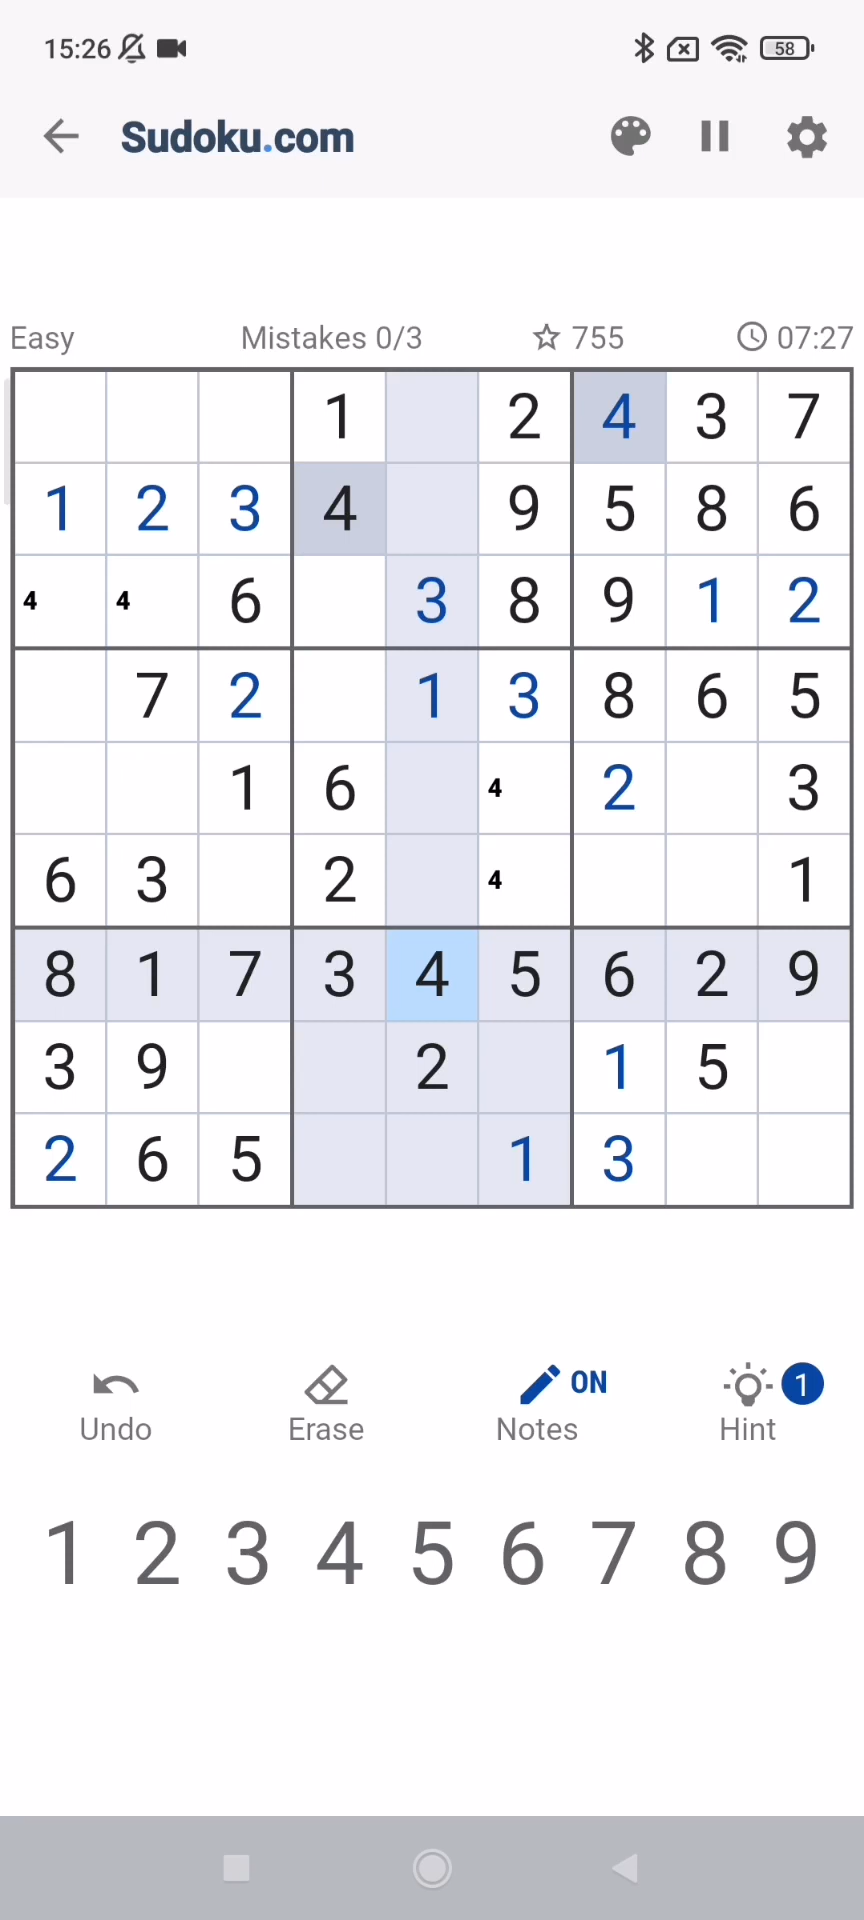 15:26 58
Sudoku.com
Easy Mistakes 0/3 755 07:27
1 2 4 3 7
1 2 3 4 9 5 8 6
4 4 6 3 8 9 1 2
7 2 1 3 8 6 5
1 6 4 2 3
6 3 2 4 1
8 1 7 3 4 5 6 2 9
3 9 2 1 5
2 6 5 1 3
ON 1
Undo Erase Notes Hint
1 2 3 4 5 6 7 8 9